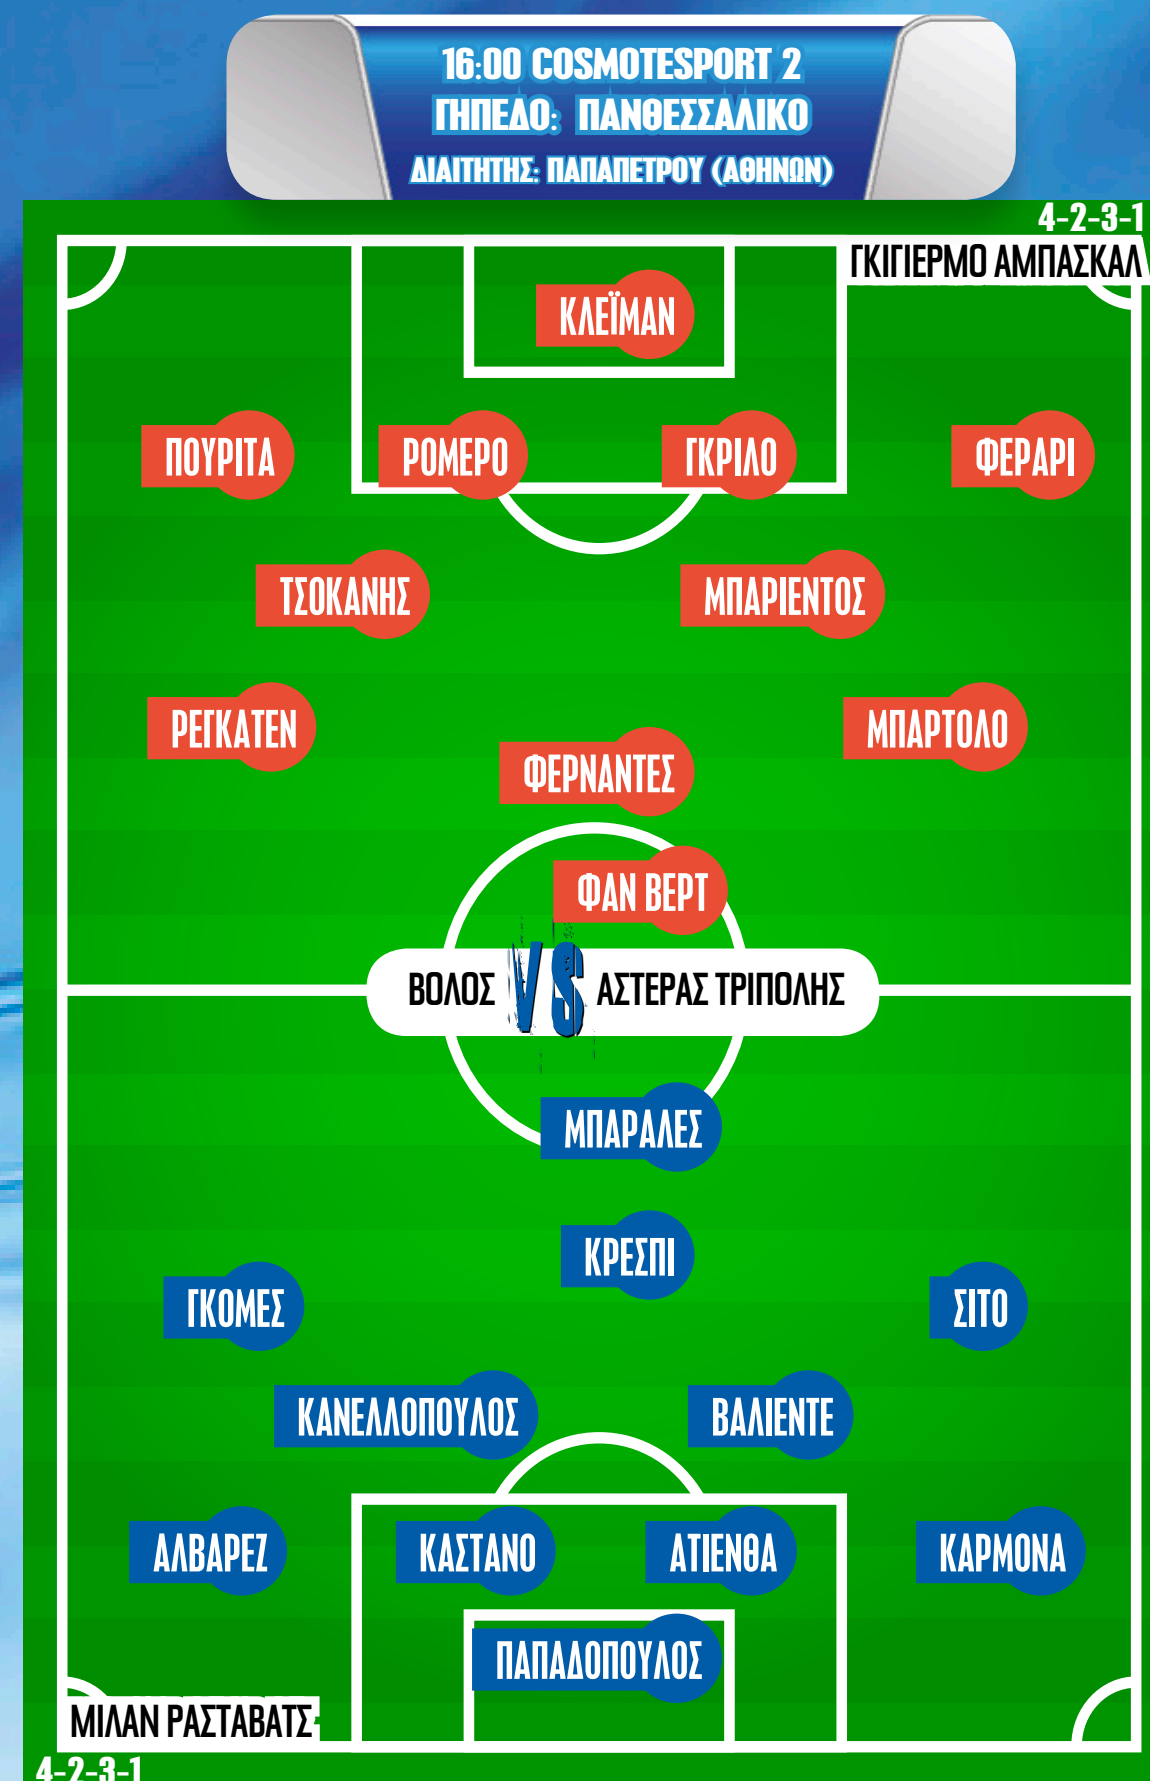 16:00 COSMOTESPORT 2
ΓΗΠΕΔΟ: ΠΑΝΘΕΣΣΑΛΙΚΟ
ΔΙΑΙΤΗΤΗΣ: ΠΑΠΑΠΕΤΡΟΥ (ΑΘΗΝΩΝ)
4-2-3-1
ΓΚΙΓΙΕΡΜΟ ΑΜΠΑΣΚΑΛ
ΚΛΕΪΜΑΝ
ΠΟΥΡΙΤΑ ΡΟΜΕΡΟ ΓΚΡΙΛΟ ΦΕΡΑΡΙ
ΤΣΟΚΑΝΗΣ ΜΠΑΡΙΕΝΤΟΣ
ΡΕΓΚΑΤΕΝ ΜΠΑΡΤΟΛΟ
ΦΕΡΝΑΝΤΕΣ
ΦΑΝ ΒΕΡΤ
ΒΟΛΟΣ VS ΑΣΤΕΡΑΣ ΤΡΙΠΟΛΗΣ
ΜΠΑΡΑΛΕΣ
ΚΡΕΣΠΙ
ΓΚΟΜΕΣ ΣΙΤΟ
ΚΑΝΕΛΛΟΠΟΥΛΟΣ ΒΑΛΙΕΝΤΕ
ΑΛΒΑΡΕΖ ΚΑΣΤΑΝΟ ΑΤΙΕΝΘΑ ΚΑΡΜΟΝΑ
ΠΑΠΑΔΟΠΟΥΛΟΣ
ΜΙΛΑΝ ΡΑΣΤΑΒΑΤΣ
4-2-3-1